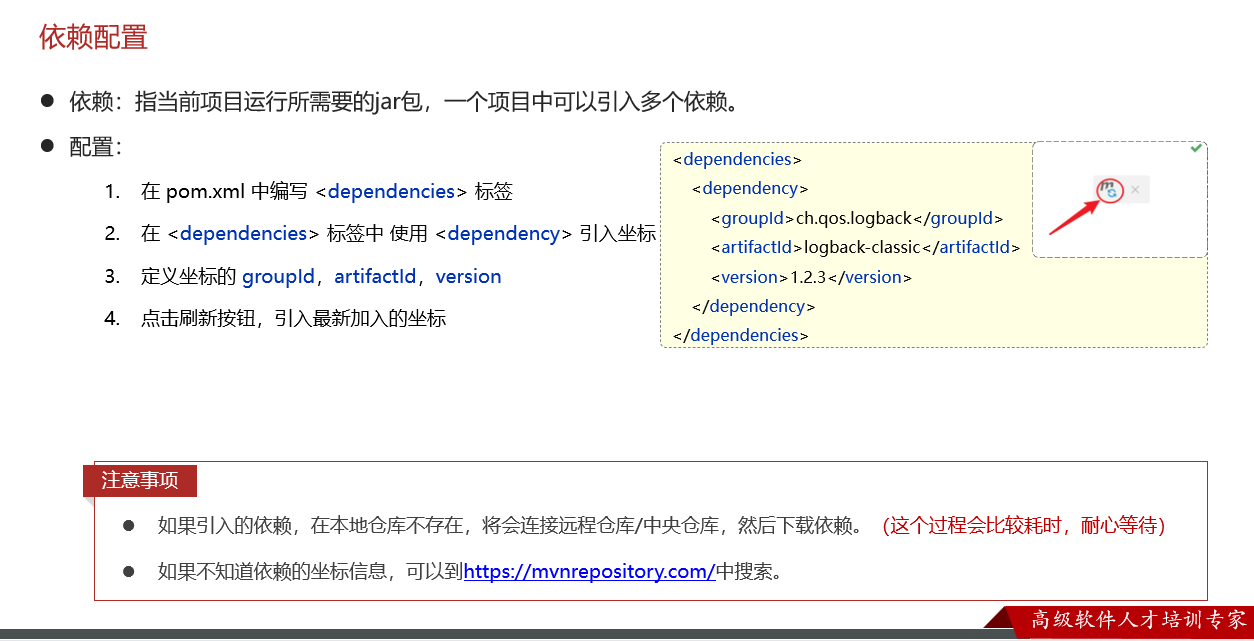 依赖配置
依赖：指当前项目运行所需要的jar包，一个项目中可以引入多个依赖。
配置：
1. 在 pom.xml 中编写 <dependencies> 标签
2. 在 <dependencies> 标签中 使用 <dependency> 引入坐标
3. 定义坐标的 groupId，artifactId，version
4. 点击刷新按钮，引入最新加入的坐标
<dependencies>
<dependency>
<groupId>ch.qos.logback</groupId>
<artifactId>logback-classic</artifactId>
<version>1.2.3</version>
</dependency>
</dependencies>
m
注意事项
如果引入的依赖，在本地仓库不存在，将会连接远程仓库/中央仓库，然后下载依赖。（这个过程会比较耗时，耐心等待）
如果不知道依赖的坐标信息，可以到https://mvnrepository.com/中搜索。
高级软件人才培训专家